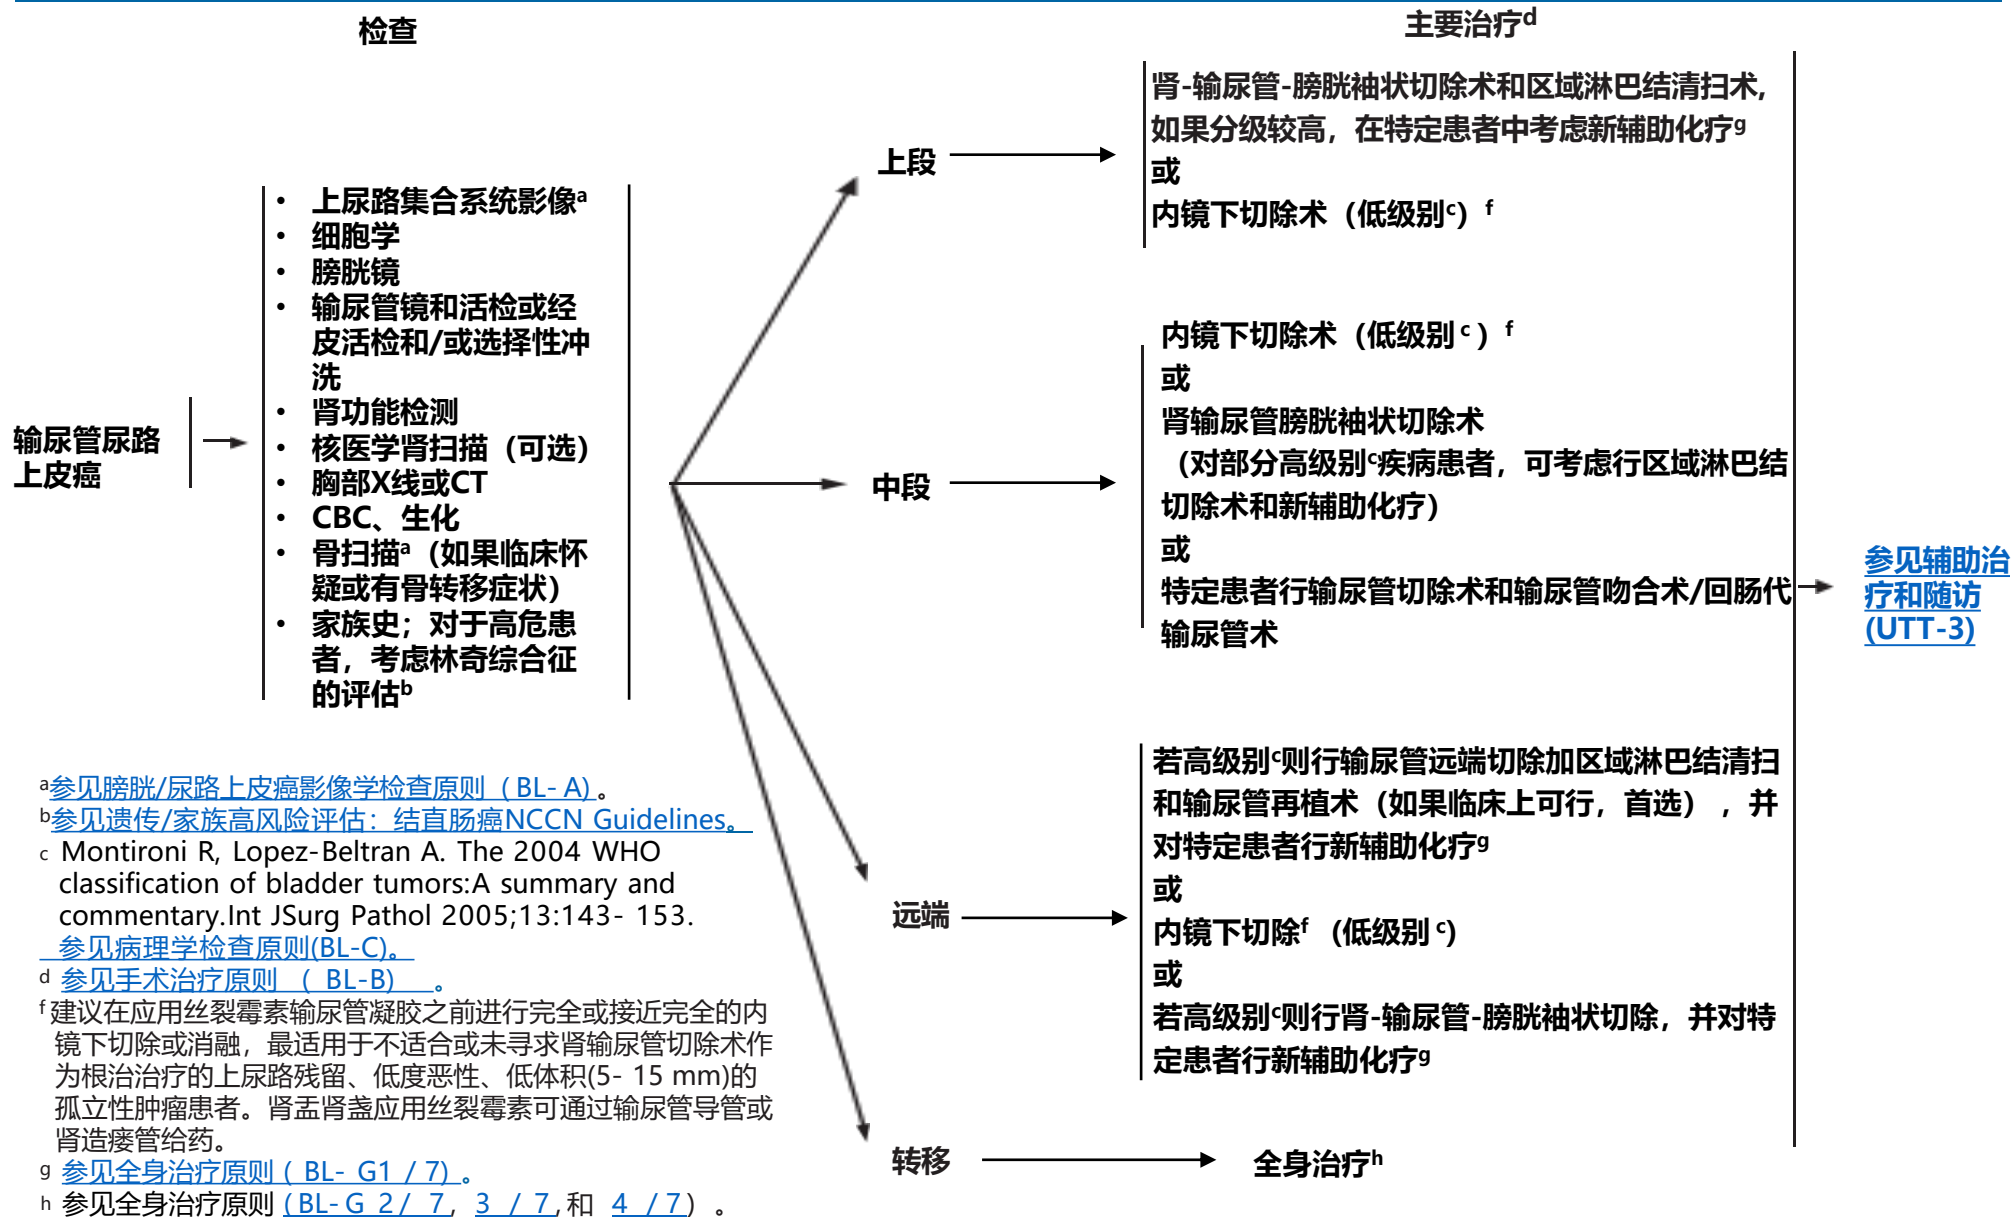 检查
主要治疗d
输尿管尿路
上皮癌
• 上尿路集合系统影像a
• 细胞学
• 膀胱镜
• 输尿管镜和活检或经
皮活检和/或选择性冲
洗
• 肾功能检测
• 核医学肾扫描（可选）
• 胸部X线或CT
• CBC、生化
• 骨扫描a（如果临床怀
疑或有骨转移症状）
• 家族史；对于高危患
者，考虑林奇综合征
的评估b
上段
肾-输尿管-膀胱袖状切除术和区域淋巴结清扫术,
如果分级较高，在特定患者中考虑新辅助化疗g
或
内镜下切除术（低级别c）f
中段
内镜下切除术（低级别 c ）f
或
肾输尿管膀胱袖状切除术
（对部分高级别c疾病患者，可考虑行区域淋巴结
切除术和新辅助化疗）
或
特定患者行输尿管切除术和输尿管吻合术/回肠代
输尿管术
远端
若高级别c则行输尿管远端切除加区域淋巴结清扫
和输尿管再植术（如果临床上可行，首选），并
对特定患者行新辅助化疗g
或
内镜下切除f （低级别 c)
或
若高级别c则行肾-输尿管-膀胱袖状切除，并对特
定患者行新辅助化疗g
转移
全身治疗h
参见辅助治
疗和随访
(UTT-3)
a参见膀胱/尿路上皮癌影像学检查原则（ BL- A) 。
b参见遗传/家族高风险评估：结直肠癌NCCN Guidelines。
c Montironi R, Lopez-Beltran A. The 2004 WHO
classification of bladder tumors:A summary and
commentary.Int JSurg Pathol 2005;13:143- 153.
参见病理学检查原则(BL-C)。
d 参见手术治疗原则 （ BL-B) 。
f 建议在应用丝裂霉素输尿管凝胶之前进行完全或接近完全的内
镜下切除或消融，最适用于不适合或未寻求肾输尿管切除术作
为根治治疗的上尿路残留、低度恶性、低体积(5- 15 mm)的
孤立性肿瘤患者。肾盂肾盏应用丝裂霉素可通过输尿管导管或
肾造瘘管给药。
g 参见全身治疗原则 ( BL- G1 / 7) 。
h 参见全身治疗原则 (BL- G 2 / 7, 3 / 7, 和 4 / 7）。